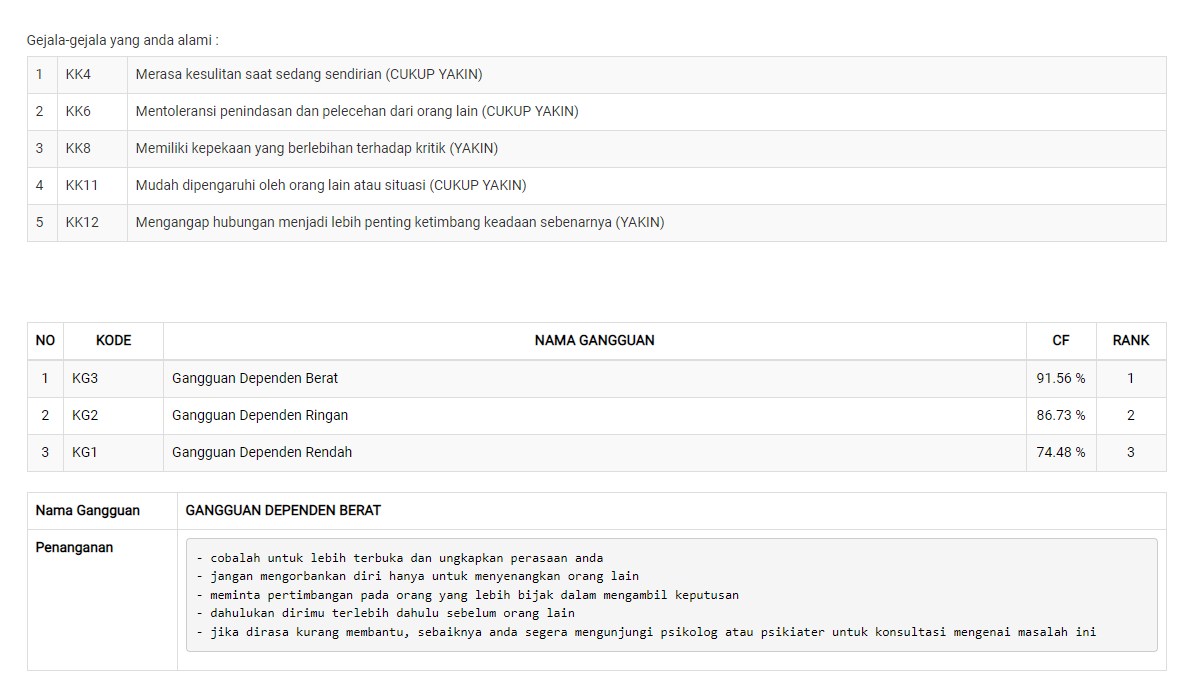 Gejala-gejala yang anda alami :
1 KK4 Merasa kesulitan saat sedang sendirian (CUKUP YAKIN)
2 KK6 Mentoleransi penindasan dan pelecehan dari orang lain (CUKUP YAKIN)
3 KK8 Memiliki kepekaan yang berlebihan terhadap kritik (YAKIN)
4 KK11 Mudah dipengaruhi oleh orang lain atau situasi (CUKUP YAKIN)
5 KK12 Mengangap hubungan menjadi lebih penting ketimbang keadaan sebenarnya (YAKIN)
NO KODE NAMA GANGGUAN CF RANK
1 KG3 Gangguan Dependen Berat 91.56 % 1
2 KG2 Gangguan Dependen Ringan 86.73 % 2
3 KG1 Gangguan Dependen Rendah 74.48 % 3
Nama Gangguan GANGGUAN DEPENDEN BERAT
Penanganan
- cobalah untuk lebih terbuka dan ungkapkan perasaan anda
- jangan mengorbankan diri hanya untuk menyenangkan orang lain
- meminta pertimbangan pada orang yang lebih bijak dalam mengambil keputusan
- dahulukan dirimu terlebih dahulu sebelum orang lain
- jika dirasa kurang membantu, sebaiknya anda segera mengunjungi psikolog atau psikiater untuk konsultasi mengenai masalah ini